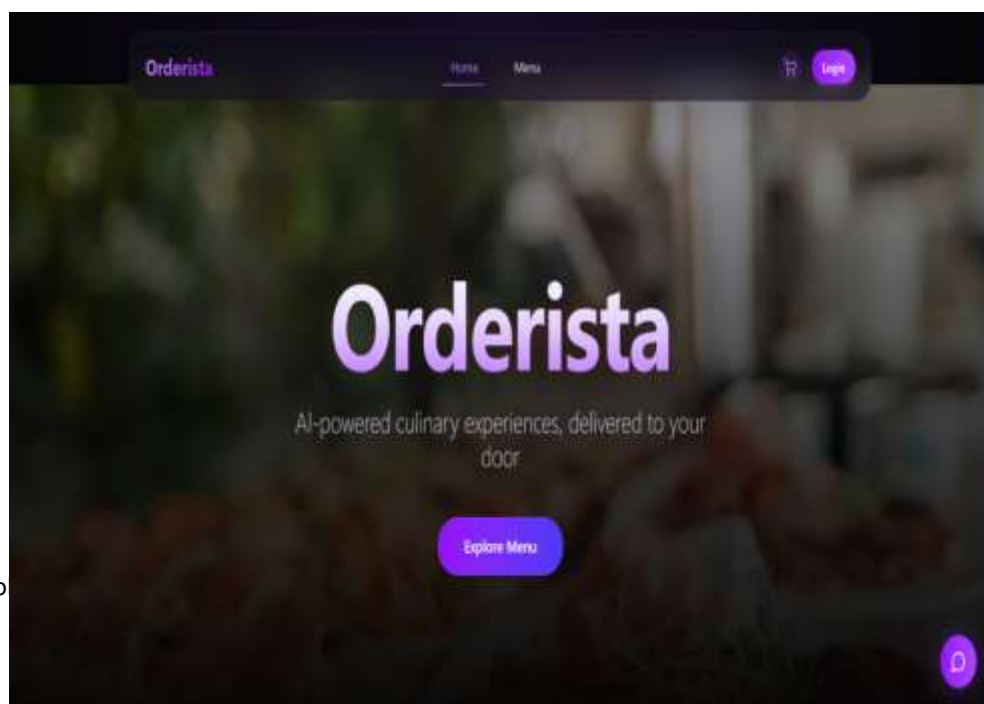 Orderista
Home Menu
Login
Orderista
AI-powered culinary experiences, delivered to your
door
Explore Menu